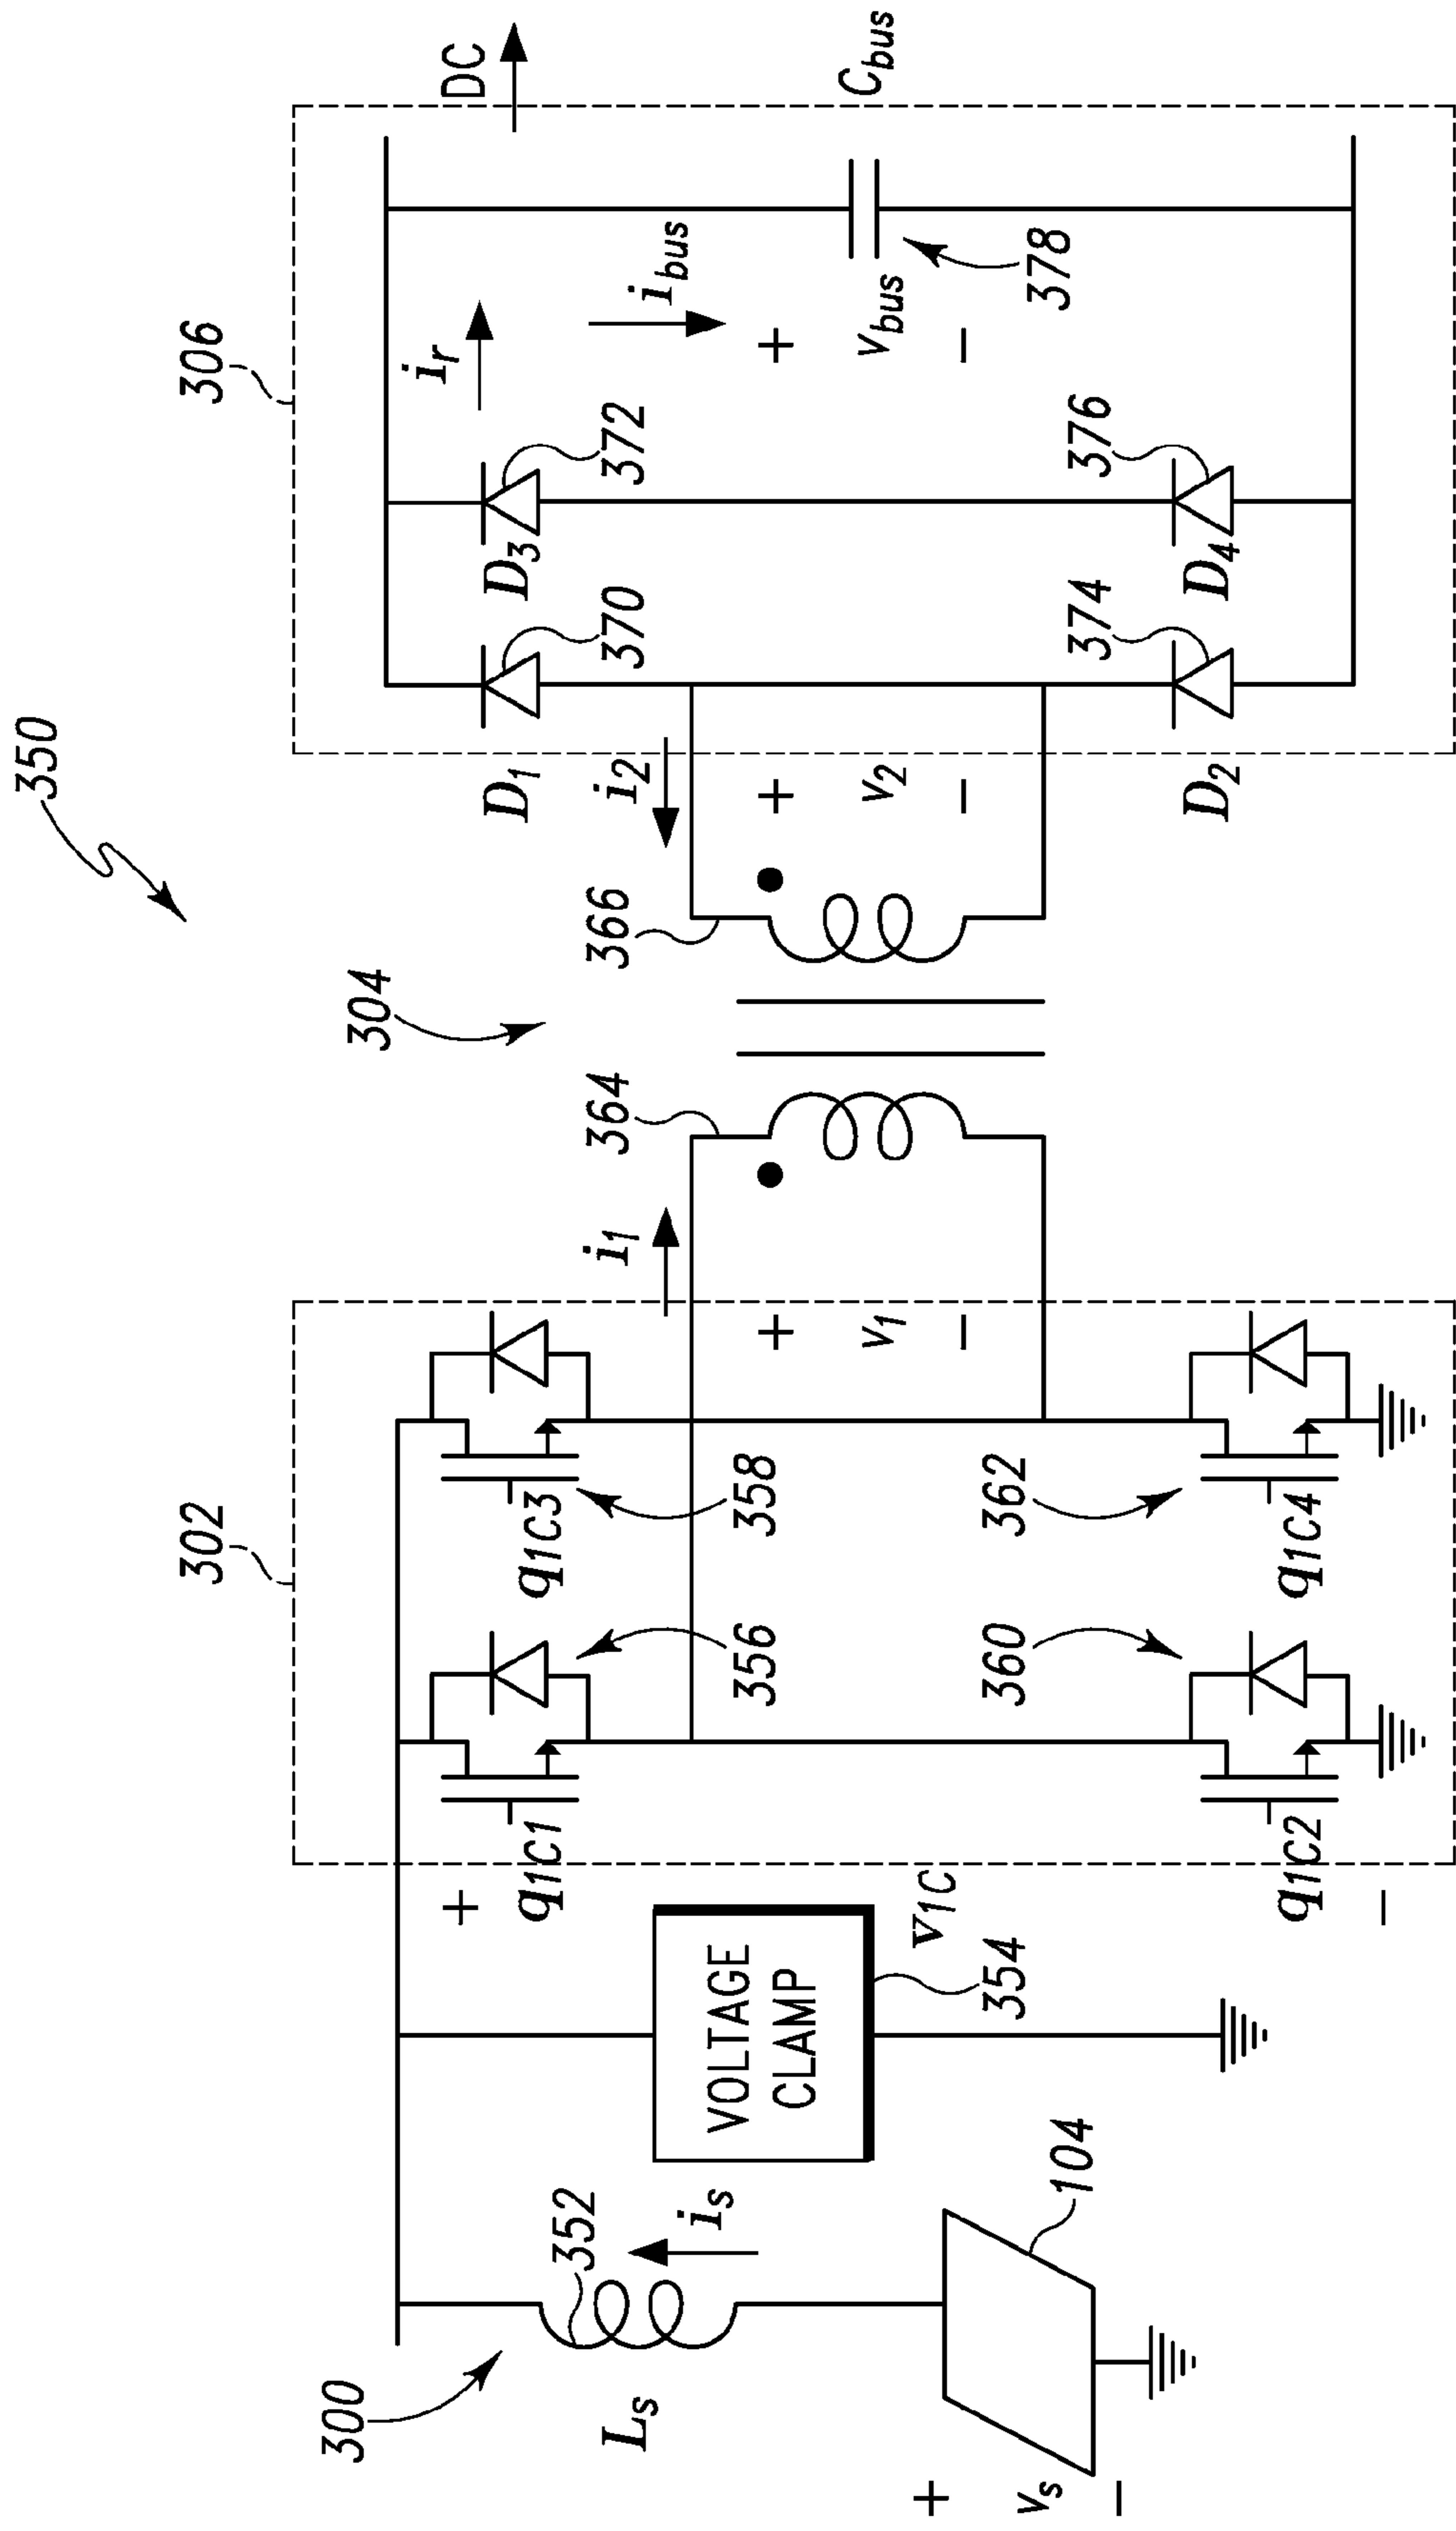 350
300
302
304
306
DC
L_s
352
i_s
+
v_s
−
104
VOLTAGE
CLAMP
354
+
v_1C
−
q_1C1
356
q_1C3
358
q_1C2
360
q_1C4
362
i_1
+
v_1
−
364
366
i_2
+
v_2
−
D_1
370
D_3
372
D_2
374
D_4
376
i_r
i_bus
+
v_bus
−
378
C_bus